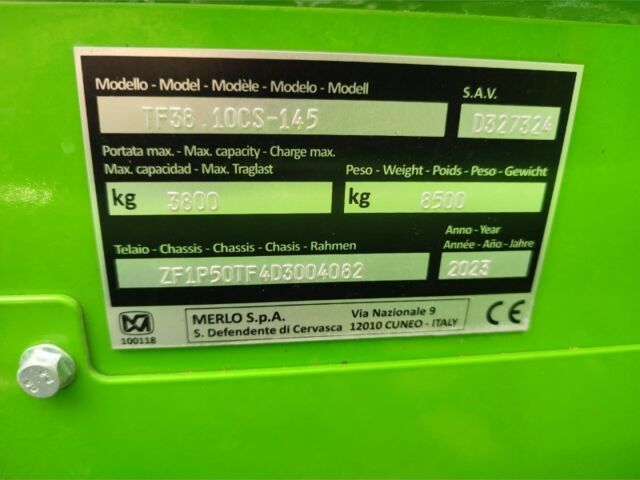 Modello - Model - Modèle - Modelo - Modell
S.A.V.
TF38.10CS-145
D327324
Portata max. - Max. capacity - Charge max.
Max. capacidad - Max. Traglast
Peso - Weight - Poids - Peso - Gewicht
kg 3800
kg 8500
Telaio - Chassis - Chassis - Chasis - Rahmen
Anno - Year
Année - Año - Jahre
ZF1P50TF4D3004082
2023
MERLO S.p.A.
S. Defendente di Cervasca
Via Nazionale 9
12010 CUNEO - ITALY
CE
100118